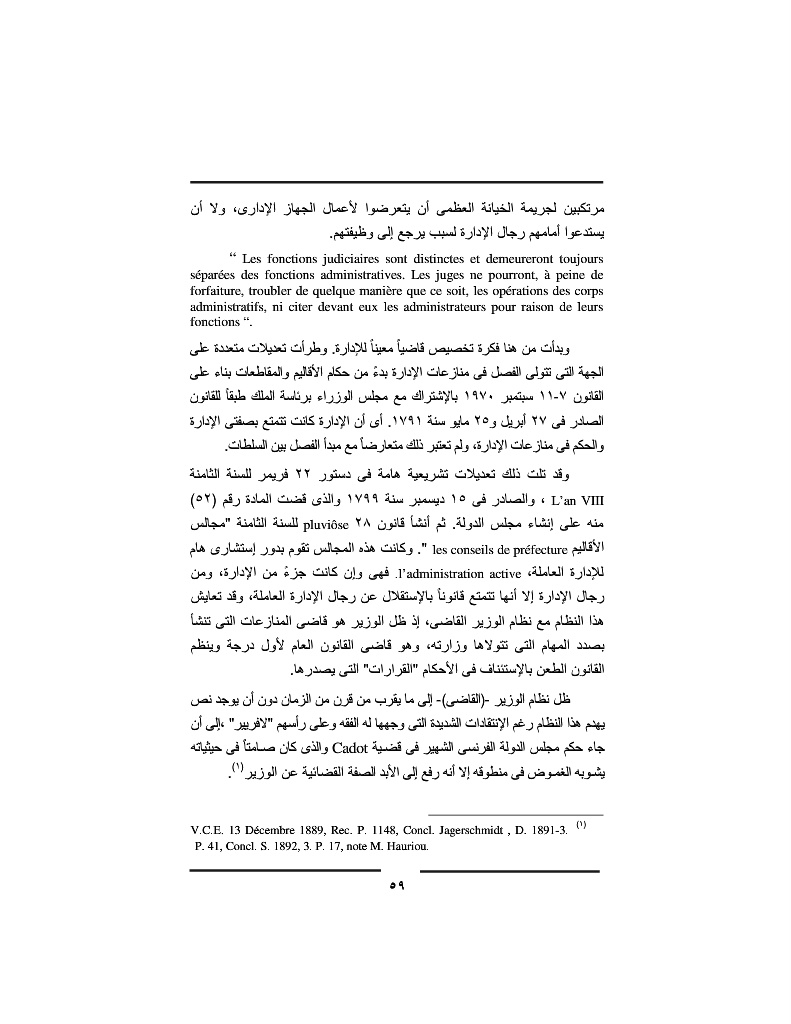 مرتكبين لجريمة الخيانة العظمى أن يتعرضوا لأعمال الجهاز الإدارى، ولا أن
يستدعوا أمامهم رجال الإدارة لسبب يرجع إلى وظيفتهم.
“ Les fonctions judiciaires sont distinctes et demeureront toujours
séparées des fonctions administratives. Les juges ne pourront, à peine de
forfaiture, troubler de quelque manière que ce soit, les opérations des corps
administratifs, ni citer devant eux les administrateurs pour raison de leurs
fonctions “.
وبدأت من هنا فكرة تخصيص قاضياً معيناً للإدارة. وطرأت تعديلات متعددة على
الجهة التى تتولى الفصل فى منازعات الإدارة بدءً من حكام الأقاليم والمقاطعات بناء على
القانون ٧-١١ سبتمبر ١٩٧٠ بالإشتراك مع مجلس الوزراء برئاسة الملك طبقاً للقانون
الصادر فى ٢٧ أبريل و٢٥ مايو سنة ١٧٩١. أى أن الإدارة كانت تتمتع بصفتى الإدارة
والحكم فى منازعات الإدارة، ولم تعتبر ذلك متعارضاً مع مبدأ الفصل بين السلطات.
وقد تلت ذلك تعديلات تشريعية هامة فى دستور ٢٢ فريمر للسنة الثامنة
L’an VIII ، والصادر فى ١٥ ديسمبر سنة ١٧٩٩ والذى قضت المادة رقم (٥٢)
منه على إنشاء مجلس الدولة. ثم أنشأ قانون ٢٨ pluviôse للسنة الثامنة "مجالس
الأقاليم les conseils de préfecture ". وكانت هذه المجالس تقوم بدور إستشارى هام
للإدارة العاملة، l’administration active. فهى وإن كانت جزءً من الإدارة، ومن
رجال الإدارة إلا أنها تتمتع قانوناً بالإستقلال عن رجال الإدارة العاملة، وقد تعايش
هذا النظام مع نظام الوزير القاضى، إذ ظل الوزير هو قاضى المنازعات التى تنشأ
بصدد المهام التى تتولاها وزارته، وهو قاضى القانون العام لأول درجة وينظم
القانون الطعن بالإستئناف فى الأحكام "القرارات" التى يصدرها.
ظل نظام الوزير -(القاضى)- إلى ما يقرب من قرن من الزمان دون أن يوجد نص
يهدم هذا النظام رغم الإنتقادات الشديدة التى وجهها له الفقه وعلى رأسهم "لافريير" ،إلى أن
جاء حكم مجلس الدولة الفرنسى الشهير فى قضية Cadot والذى كان صامتاً فى حيثياته
يشوبه الغموض فى منطوقه إلا أنه رفع إلى الأبد الصفة القضائية عن الوزير(١).
V.C.E. 13 Décembre 1889, Rec. P. 1148, Concl. Jagerschmidt , D. 1891-3. (١)
P. 41, Concl. S. 1892, 3. P. 17, note M. Hauriou.
٥٩